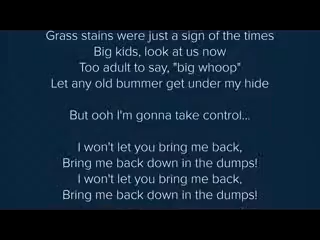 Grass stains were just a sign of the times
Big kids, look at us now
Too adult to say, "big whoop"
Let any old bummer get under my hide
But ooh I'm gonna take control...
I won't let you bring me back,
Bring me back down in the dumps!
I won't let you bring me back,
Bring me back down in the dumps!